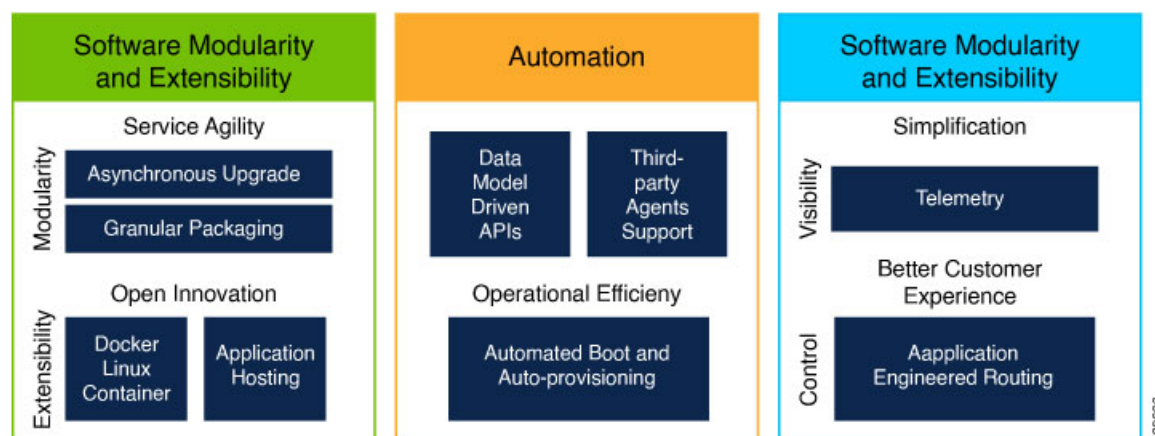 Software Modularity
and Extensibility
Service Agility
Modularity
Asynchronous Upgrade
Granular Packaging
Open Innovation
Extensibility
Docker
Linux
Container
Application
Hosting
Automation
Data
Model
Driven
APIs
Third-
party
Agents
Support
Operational Efficieny
Automated Boot and
Auto-provisioning
Software Modularity
and Extensibility
Simplification
Visibility
Telemetry
Better Customer
Experience
Control
Aapplication
Engineered Routing